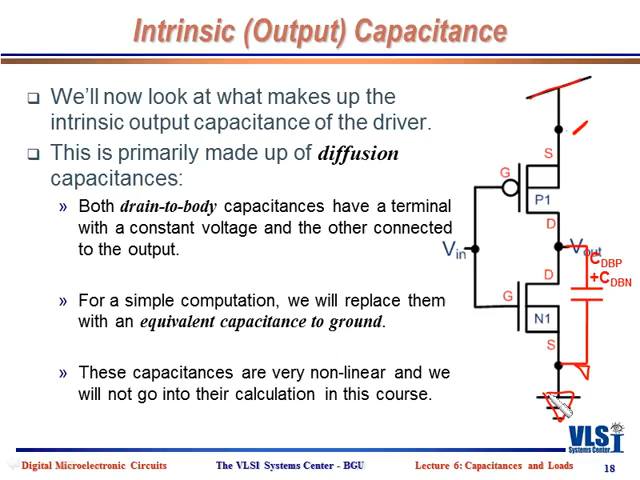 Intrinsic (Output) Capacitance
❑ We'll now look at what makes up the
intrinsic output capacitance of the driver.
❑ This is primarily made up of diffusion
capacitances:
» Both drain-to-body capacitances have a terminal
with a constant voltage and the other connected
to the output.
» For a simple computation, we will replace them
with an equivalent capacitance to ground.
» These capacitances are very non-linear and we
will not go into their calculation in this course.
S
G
P1
D
Vin
Vout
CDBP
+CDBN
D
G
N1
S
VLSI
Systems Center
Digital Microelectronic Circuits
The VLSI Systems Center - BGU
Lecture 6: Capacitances and Loads
18